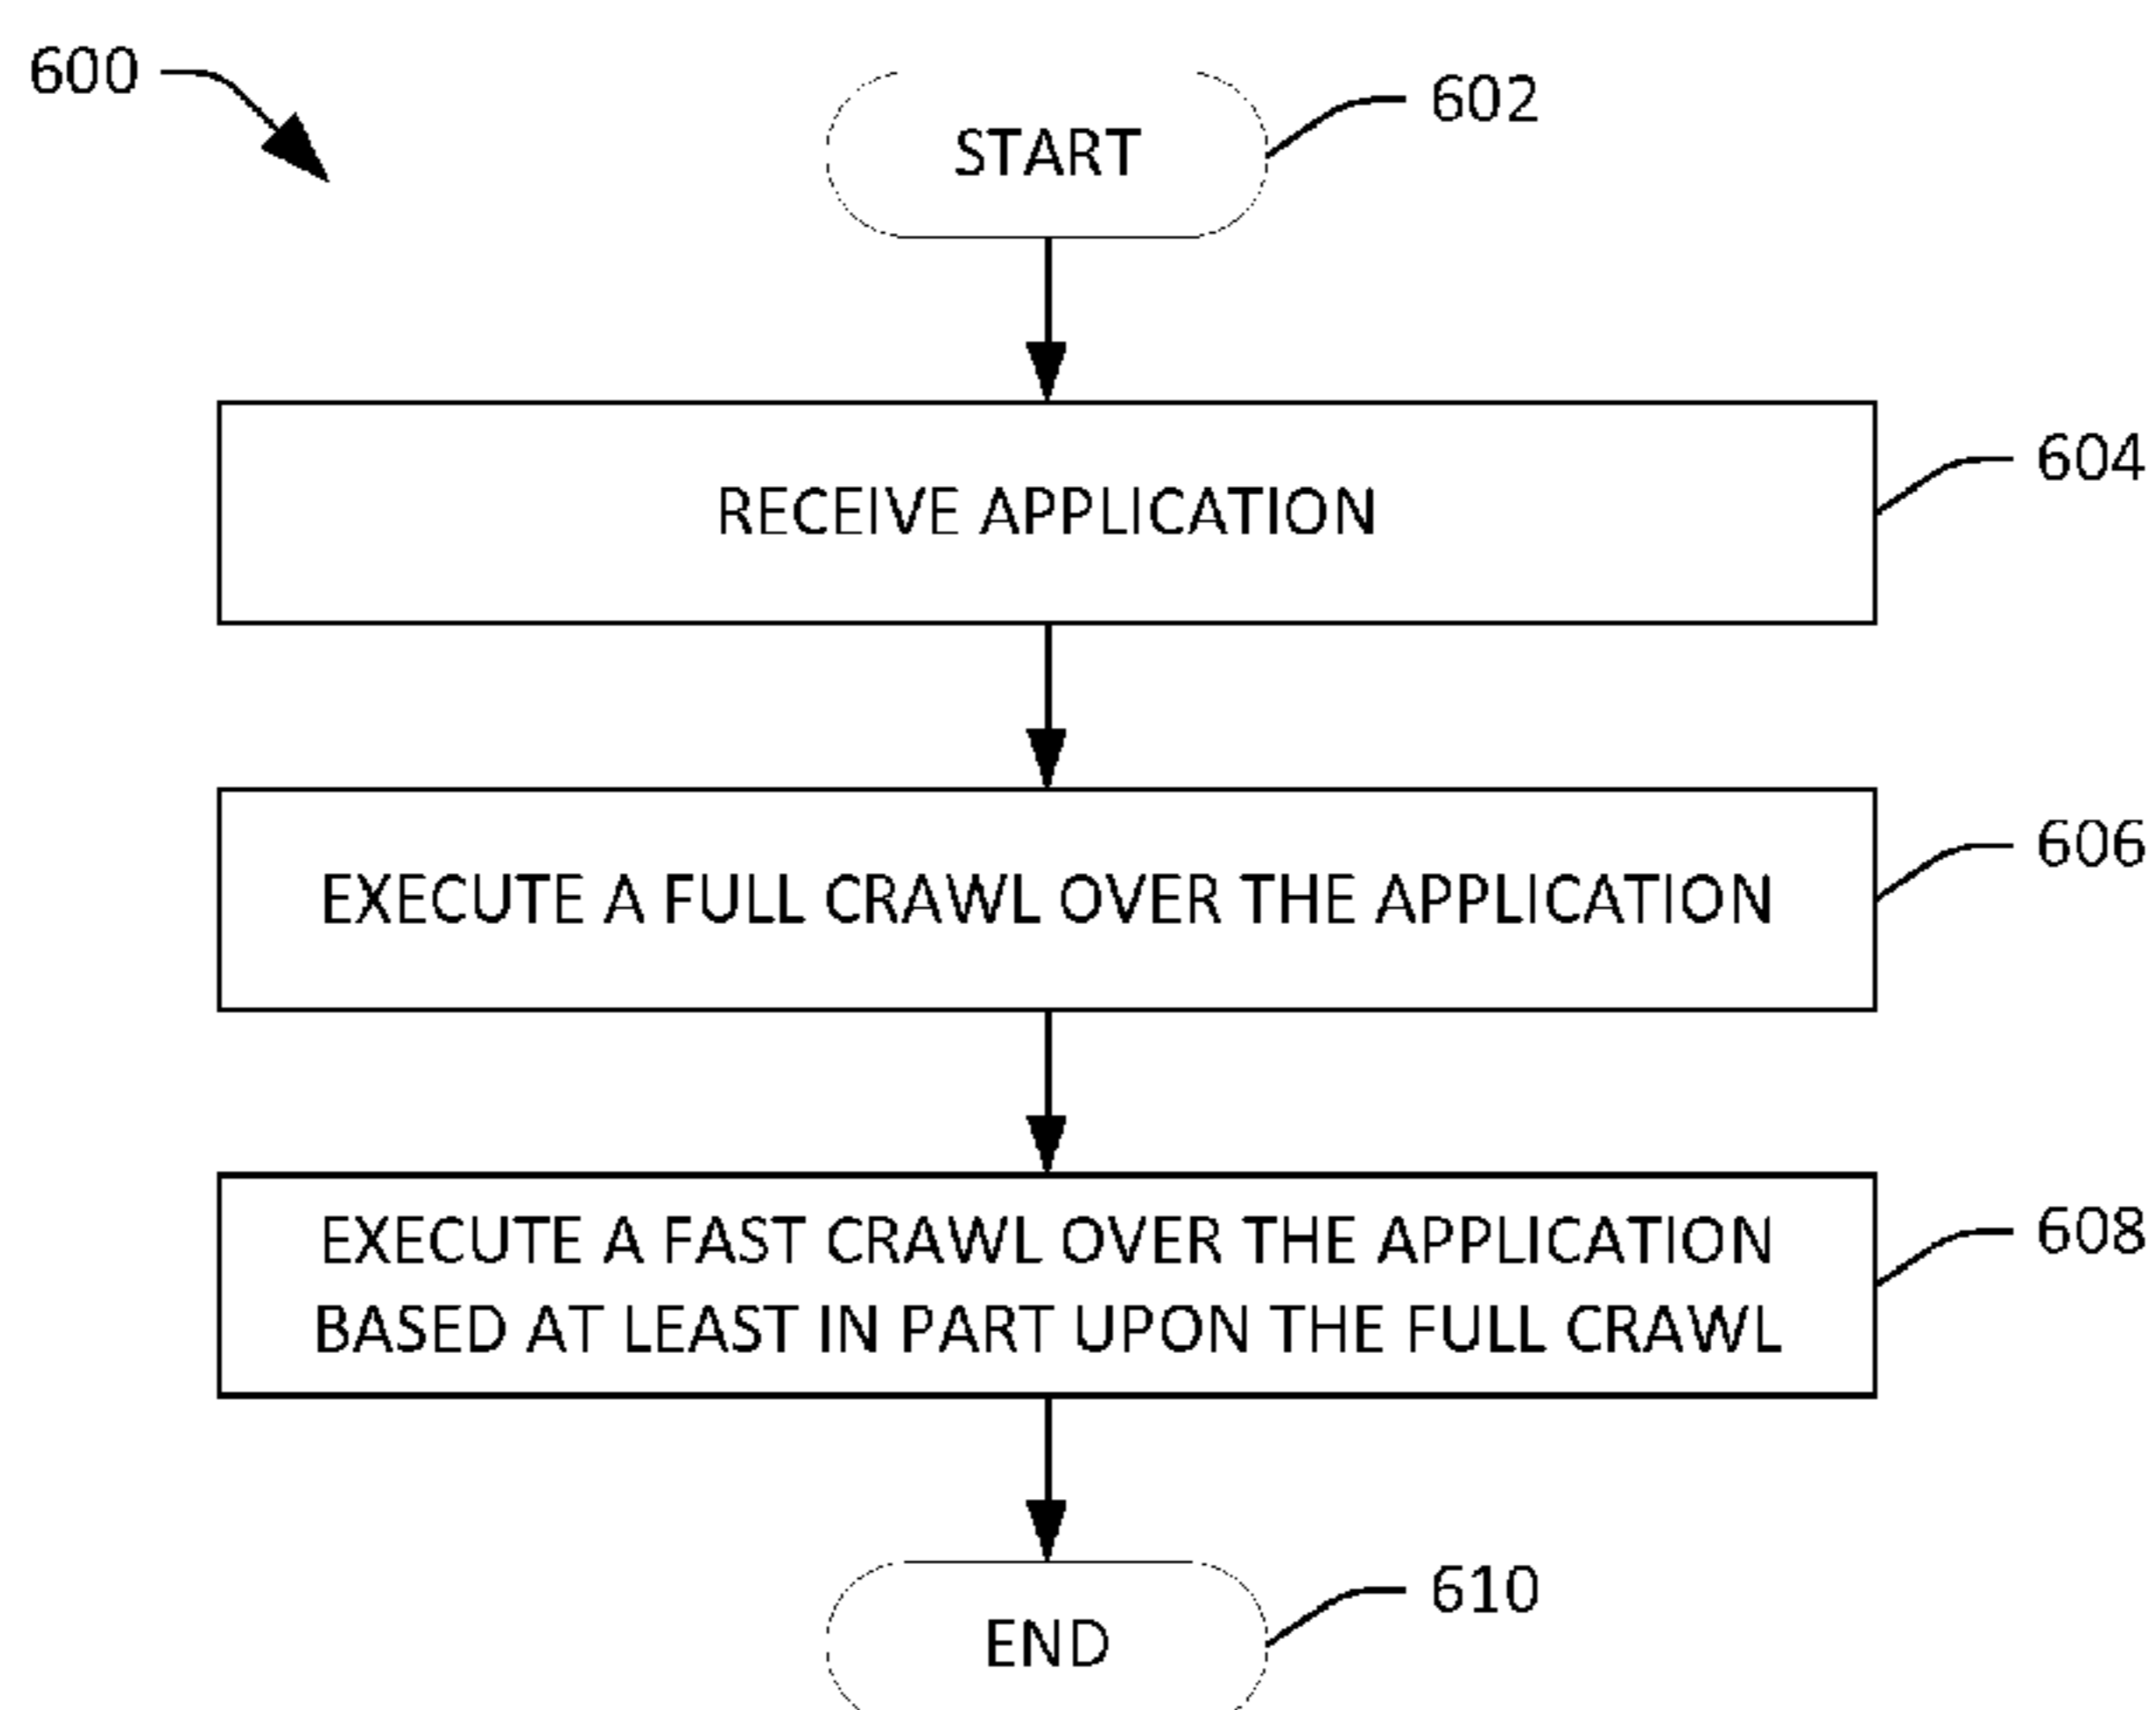 600
START
602
RECEIVE APPLICATION
604
EXECUTE A FULL CRAWL OVER THE APPLICATION
606
EXECUTE A FAST CRAWL OVER THE APPLICATION
BASED AT LEAST IN PART UPON THE FULL CRAWL
608
END
610